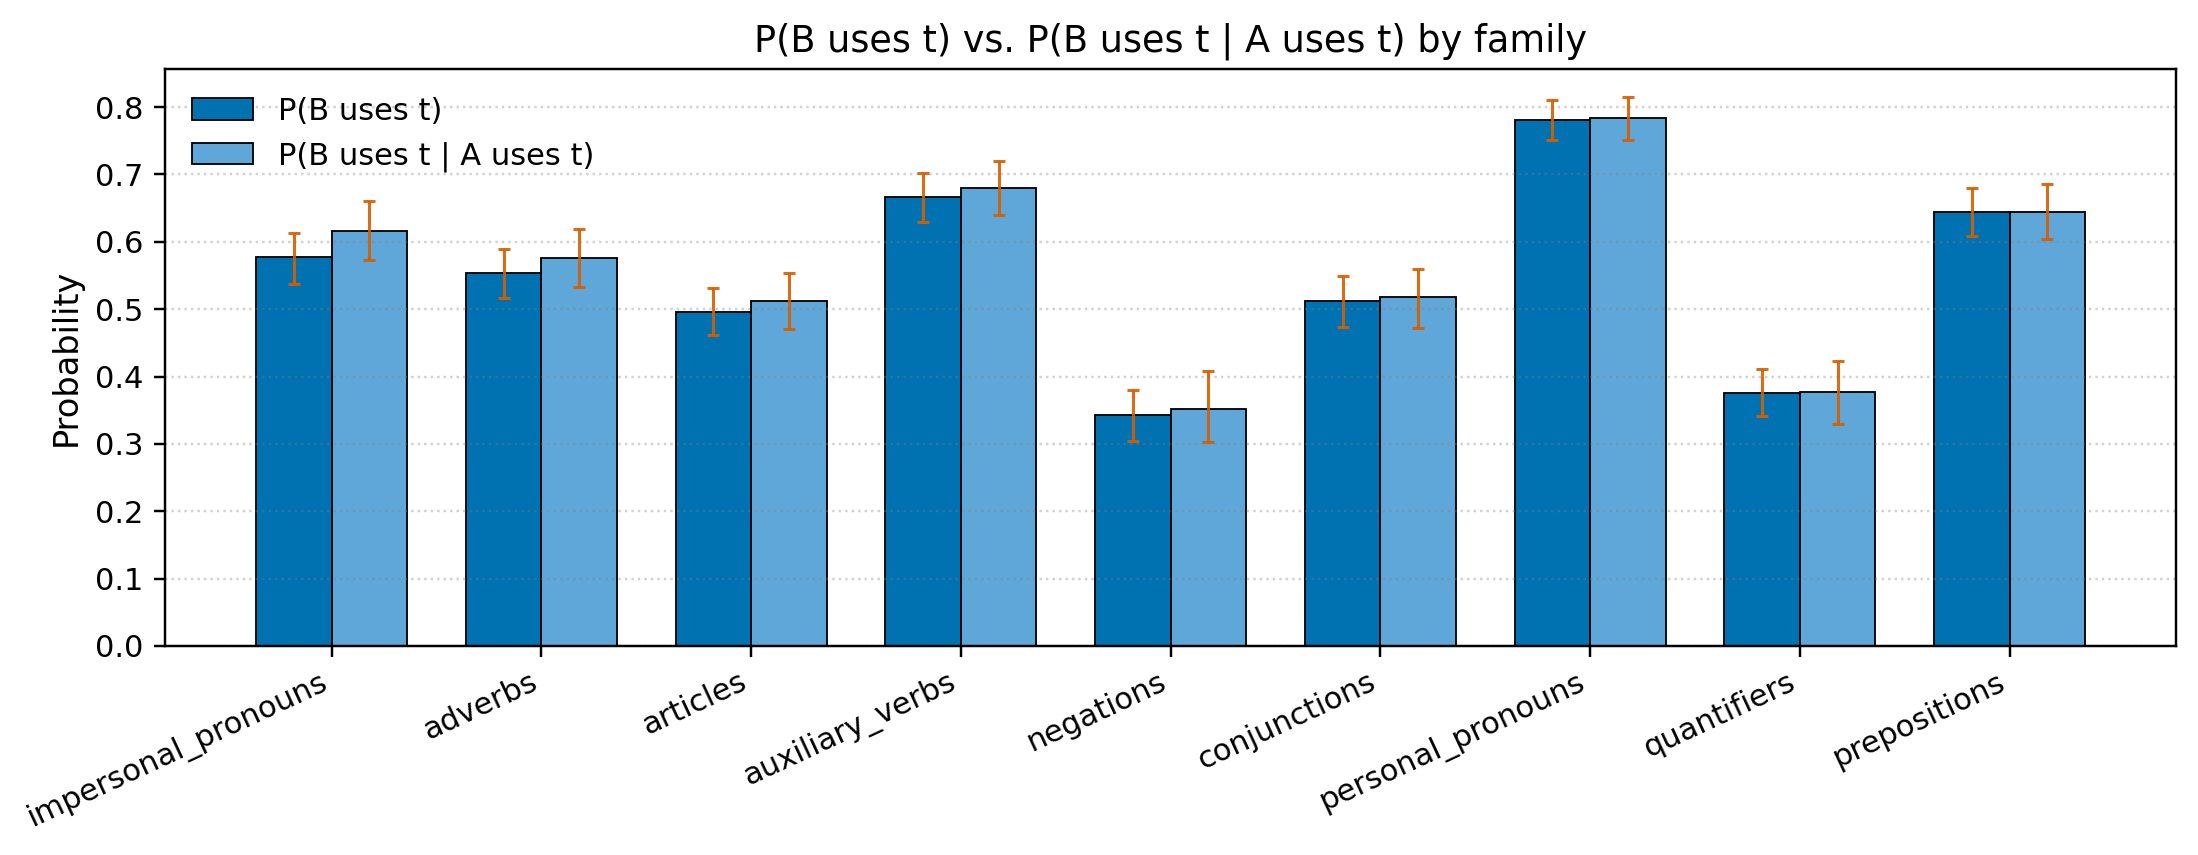 P(B uses t) vs. P(B uses t | A uses t) by family
P(B uses t)
P(B uses t | A uses t)
Probability
0.8
0.7
0.6
0.5
0.4
0.3
0.2
0.1
0.0
impersonal_pronouns
adverbs
articles
auxiliary_verbs
negations
conjunctions
personal_pronouns
quantifiers
prepositions